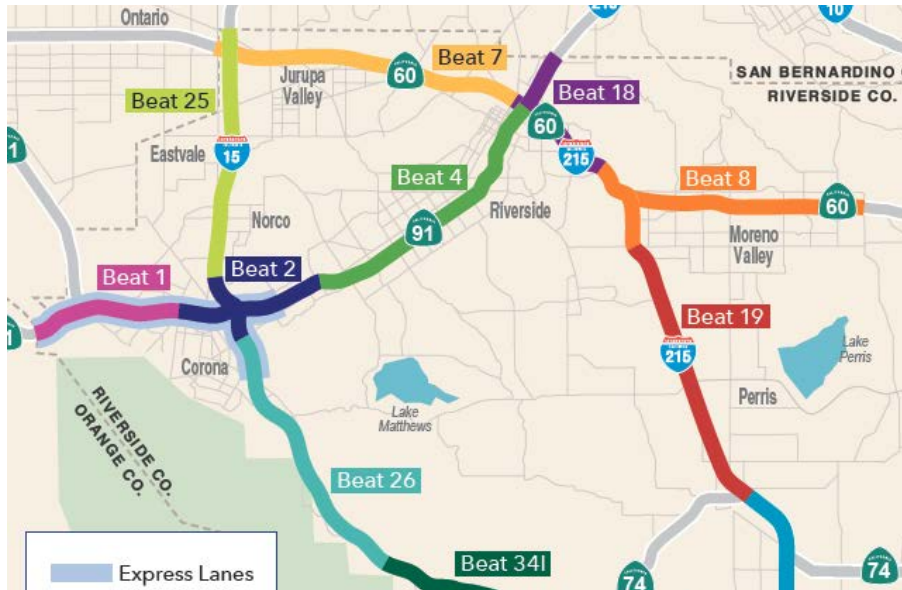 Ontario
215
10
Beat 7
Jurupa
Valley
60
SAN BERNARDINO
RIVERSIDE CO.
Beat 25
Beat 18
60
Eastvale
15
215
Beat 4
Beat 8
60
Riverside
Norco
91
Moreno
Valley
Beat 1
Beat 2
Beat 19
215
Lake
Perris
Corona
Perris
Lake
Matthews
RIVERSIDE CO.
ORANGE CO.
Beat 26
Express Lanes
Beat 34I
74
74